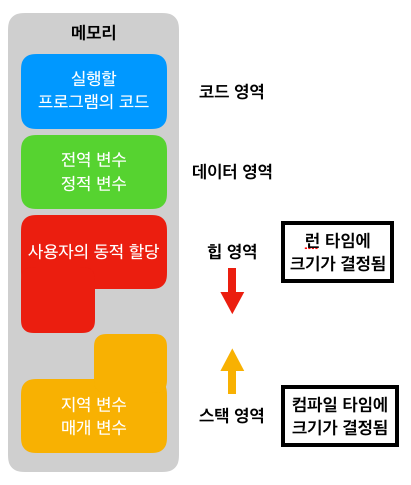 메모리
실행할
프로그램의 코드
코드 영역
전역 변수
정적 변수
데이터 영역
사용자의 동적 할당
힙 영역
런 타임에
크기가 결정됨
지역 변수
매개 변수
스택 영역
컴파일 타임에
크기가 결정됨